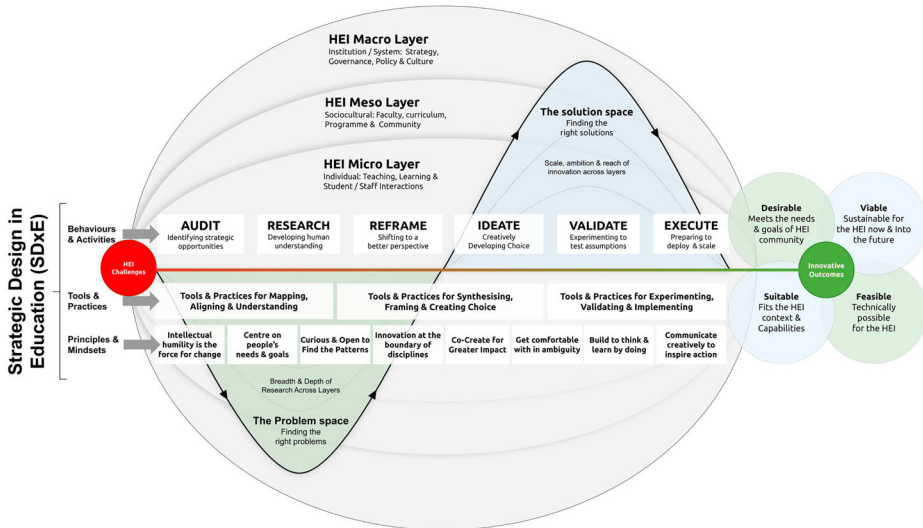 HEI Macro Layer
Institution / System: Strategy,
Governance, Policy & Culture
HEI Meso Layer
Sociocultural: Faculty, curriculum,
Programme & Community
HEI Micro Layer
Individual: Teaching, Learning &
Student / Staff Interactions
The solution space
Finding the
right solutions
Scale, ambition & reach of
innovation across layers
Strategic Design in
Education (SDxE)
Behaviours
& Activities
AUDIT
Identifying strategic
opportunities
RESEARCH
Developing human
understanding
REFRAME
Shifting to a
better perspective
IDEATE
Creatively
Developing Choice
VALIDATE
Experimenting to
test assumptions
EXECUTE
Preparing to
deploy & scale
HEI
Challenges
Innovative
Outcomes
Desirable
Meets the needs
& goals of HEI
community
Viable
Sustainable for
the HEI now & Into
the future
Suitable
Fits the HEI
context &
Capabilities
Feasible
Technically
possible
for the HEI
Tools &
Practices
Tools & Practices for Mapping,
Aligning & Understanding
Tools & Practices for Synthesising,
Framing & Creating Choice
Tools & Practices for Experimenting,
Validating & Implementing
Principles &
Mindsets
Intellectual
humility is the
force for change
Centre on
people's
needs & goals
Curious & Open to
Find the Patterns
Innovation at the
boundary of
disciplines
Co-Create for
Greater Impact
Get comfortable
with in ambiguity
Build to think &
learn by doing
Communicate
creatively to
inspire action
Breadth & Depth of
Research Across Layers
The Problem space
Finding the
right problems